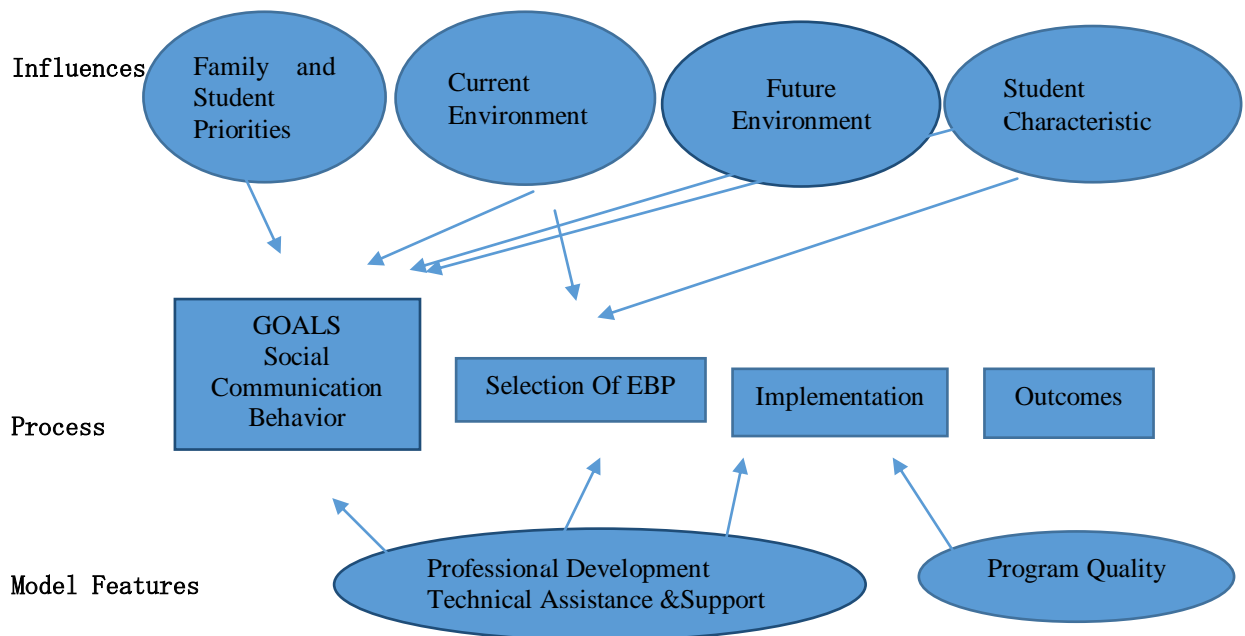 Influences
Family and
Student
Priorities
Current
Environment
Future
Environment
Student
Characteristic
GOALS
Social
Communication
Behavior
Selection Of EBP
Implementation
Outcomes
Process
Professional Development
Technical Assistance &Support
Program Quality
Model Features